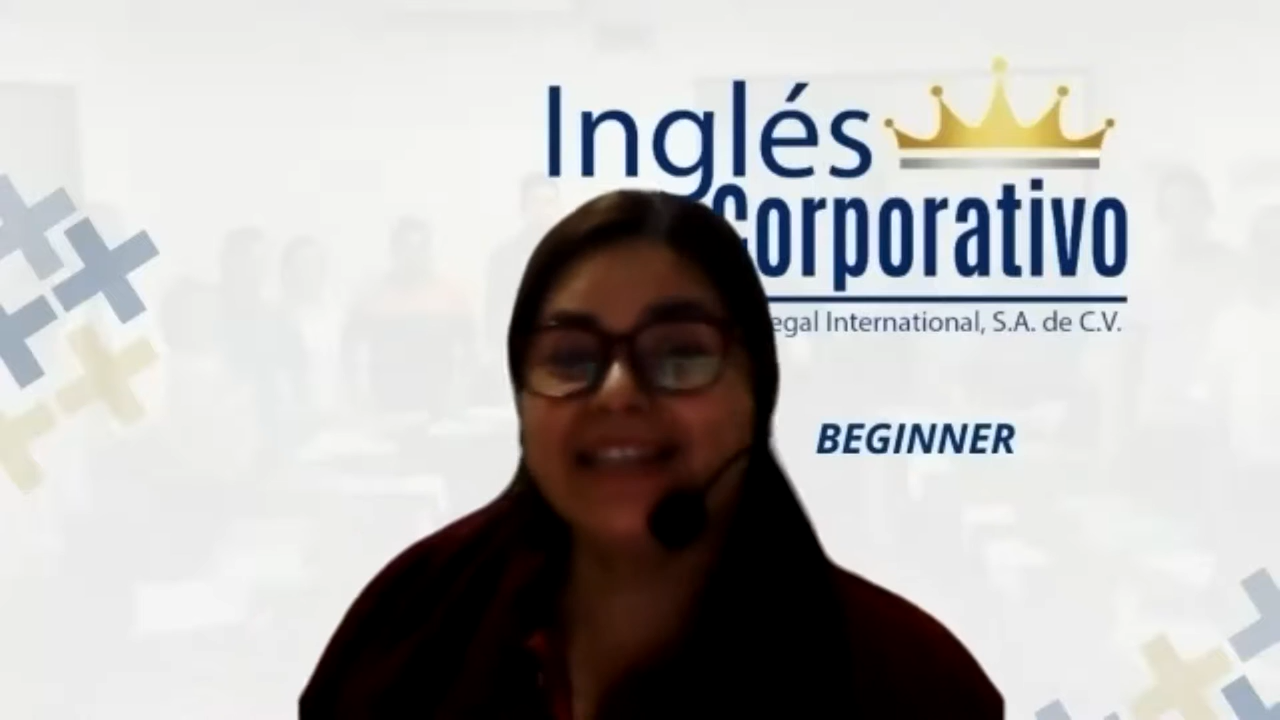 Inglés
Corporativo
egal International, S.A. de C.V.
BEGINNER